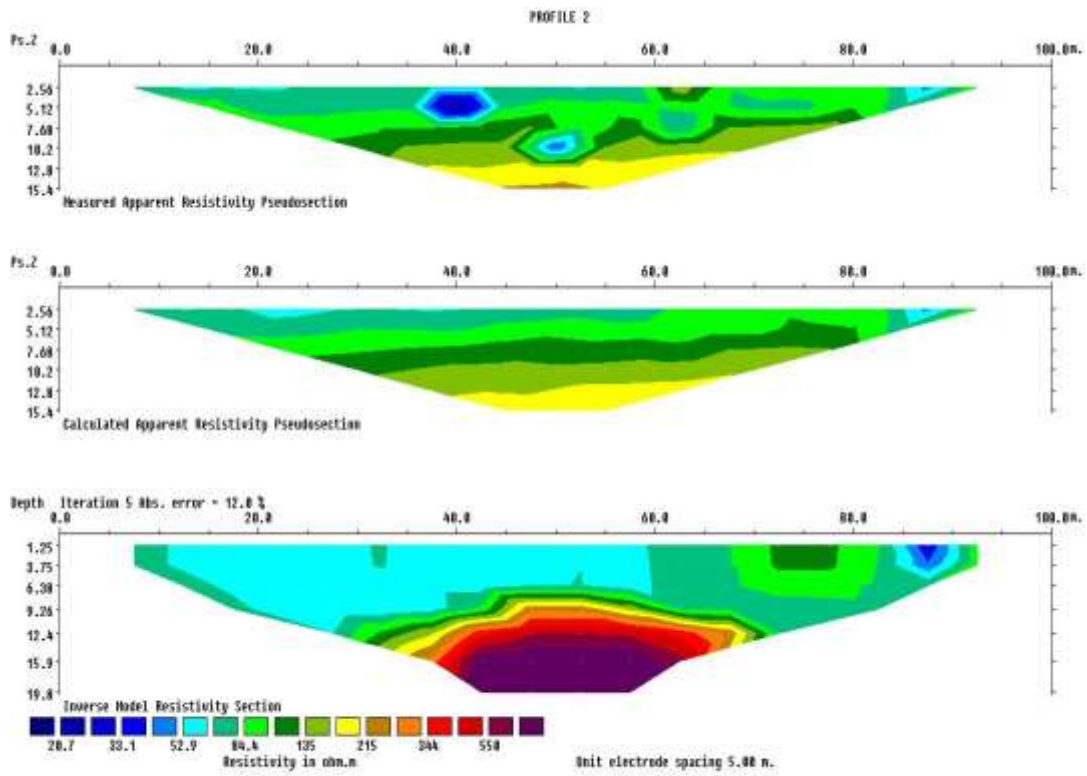 PROFILE 2
Ps.Z 0.0 20.0 40.0 60.0 80.0 100.0m.
2.56
5.12
7.68
10.2
12.8
15.4
Measured Apparent Resistivity Pseudosection
Ps.Z 0.0 20.0 40.0 60.0 80.0 100.0m.
2.56
5.12
7.68
10.2
12.8
15.4
Calculated Apparent Resistivity Pseudosection
Depth Iteration 5 Abs. error = 12.0 %
0.0 20.0 40.0 60.0 80.0 100.0m.
1.25
3.75
6.38
9.26
12.4
15.9
19.8
Inverse Model Resistivity Section
20.7 33.1 52.9 84.4 135 215 344 550
Resistivity in ohm.m Unit electrode spacing 5.00 m.